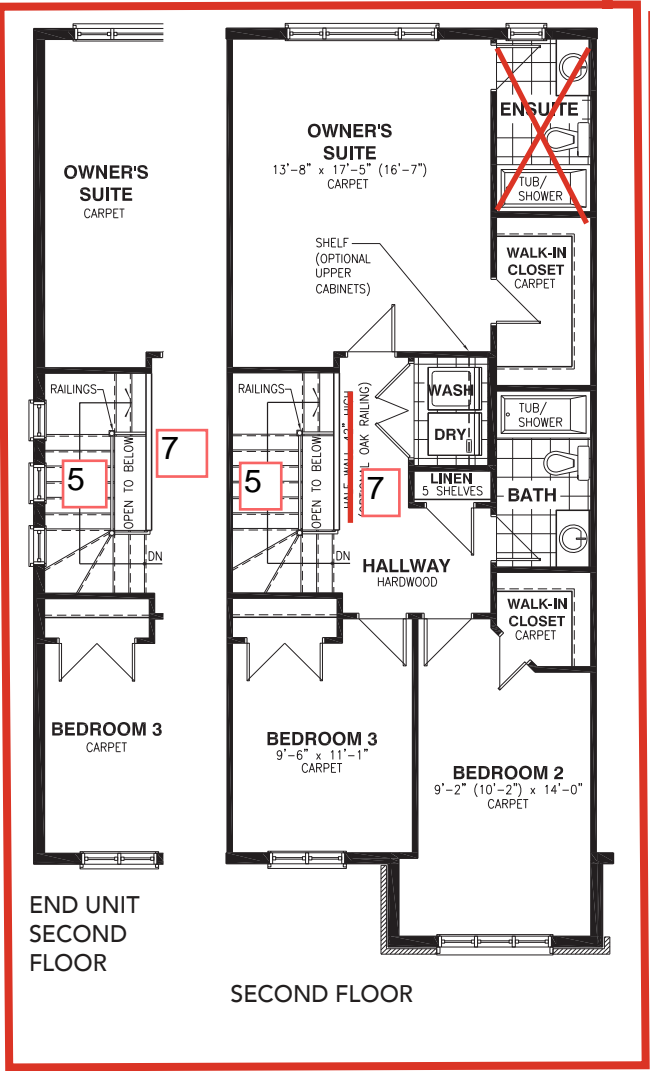 OWNER'S
SUITE
CARPET
RAILINGS
5
7
OPEN TO BELOW
DN
BEDROOM 3
CARPET
END UNIT
SECOND
FLOOR
OWNER'S
SUITE
13'-8" x 17'-5" (16'-7")
CARPET
ENSUITE
TUB/
SHOWER
SHELF
(OPTIONAL
UPPER
CABINETS)
WALK-IN
CLOSET
CARPET
RAILINGS
5
OPEN TO BELOW
DN
HALF WALL 42" HIGH
(OPTIONAL OAK RAILING)
7
WASH
DRY
LINEN
5 SHELVES
TUB/
SHOWER
BATH
HALLWAY
HARDWOOD
WALK-IN
CLOSET
CARPET
BEDROOM 3
9'-6" x 11'-1"
CARPET
BEDROOM 2
9'-2" (10'-2") x 14'-0"
CARPET
SECOND FLOOR